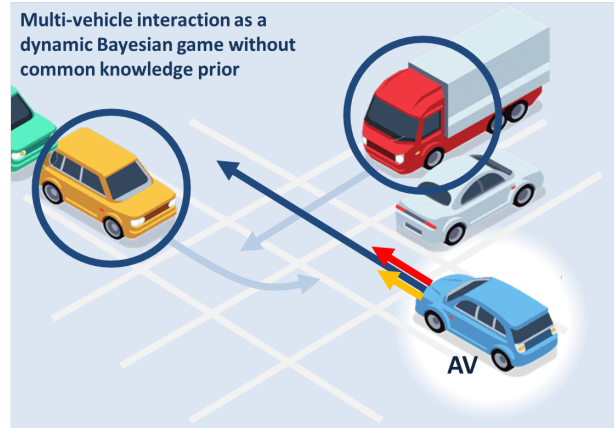 Multi-vehicle interaction as a
dynamic Bayesian game without
common knowledge prior
AV